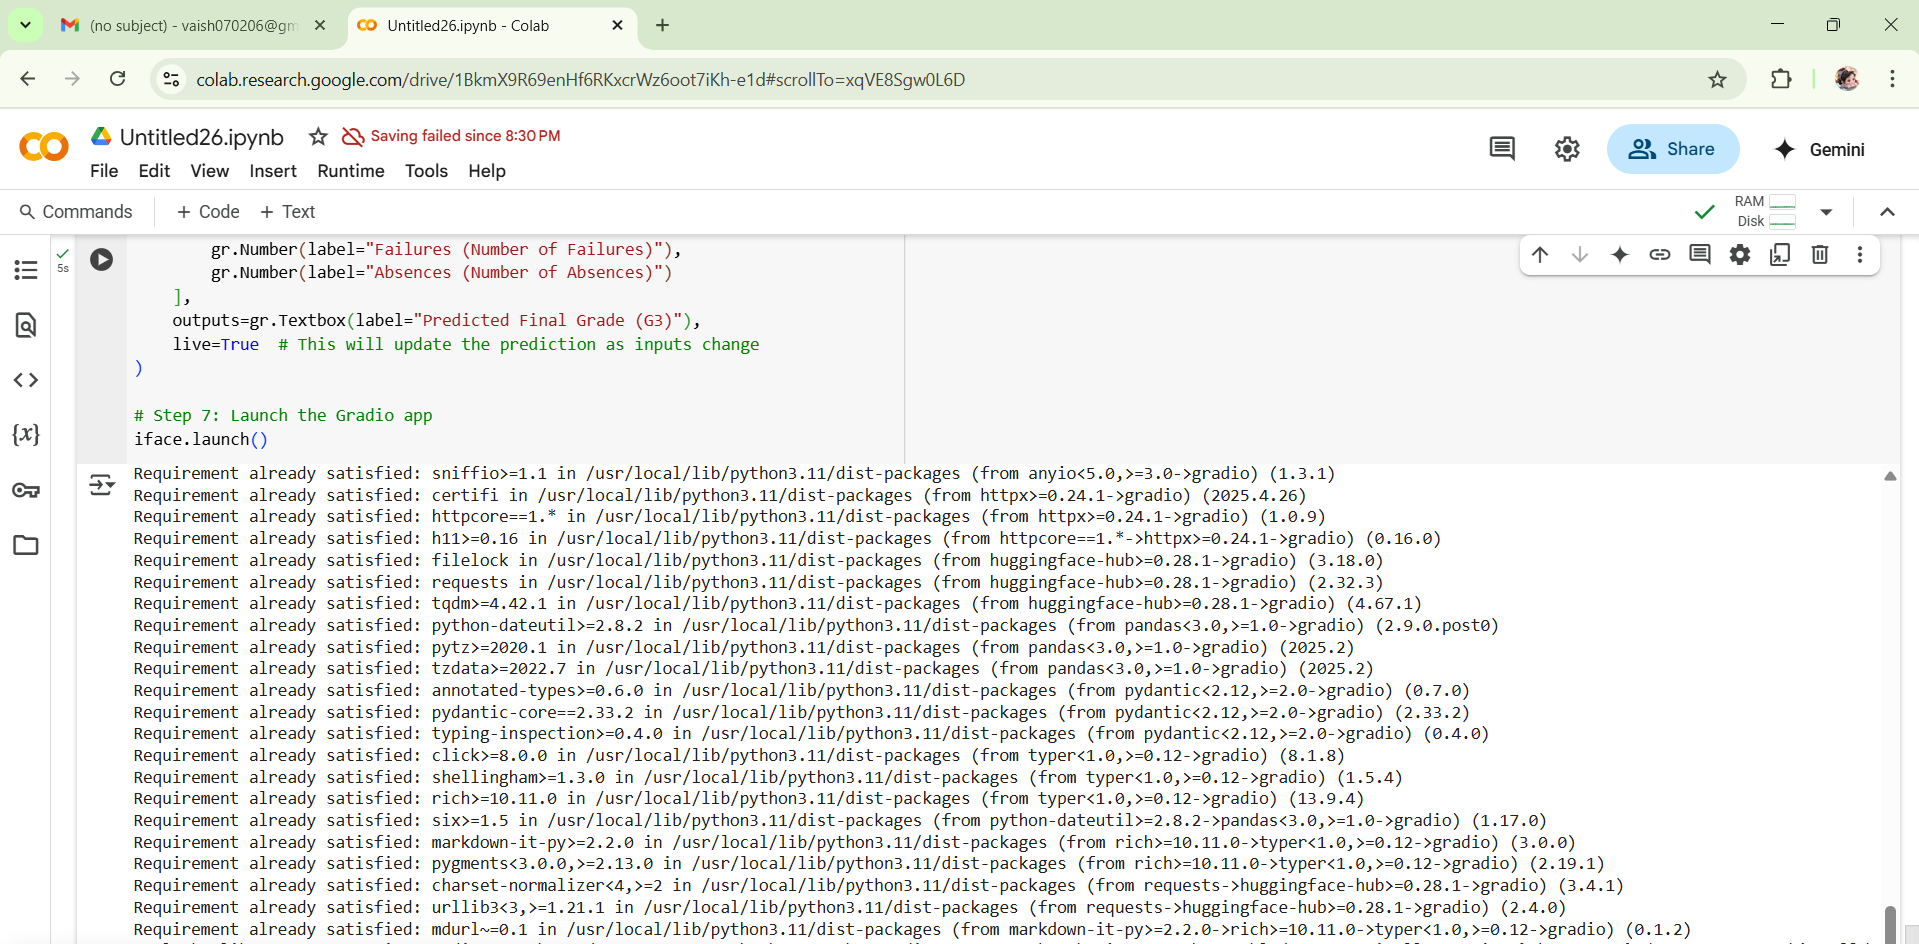 (no subject) - vaish070206@gm
Untitled26.ipynb - Colab
colab.research.google.com/drive/1BkmX9R69enHf6RKxcrWz6oot7iKh-e1d#scrollTo=xqVE8Sgw0L6D
Untitled26.ipynb
Saving failed since 8:30 PM
File Edit View Insert Runtime Tools Help
Share
Gemini
Commands + Code + Text
RAM
Disk
5s
gr.Number(label="Failures (Number of Failures)"),
gr.Number(label="Absences (Number of Absences)")
],
outputs=gr.Textbox(label="Predicted Final Grade (G3)"),
live=True  # This will update the prediction as inputs change
)
# Step 7: Launch the Gradio app
iface.launch()
Requirement already satisfied: sniffio>=1.1 in /usr/local/lib/python3.11/dist-packages (from anyio<5.0,>=3.0->gradio) (1.3.1)
Requirement already satisfied: certifi in /usr/local/lib/python3.11/dist-packages (from httpx>=0.24.1->gradio) (2025.4.26)
Requirement already satisfied: httpcore==1.* in /usr/local/lib/python3.11/dist-packages (from httpx>=0.24.1->gradio) (1.0.9)
Requirement already satisfied: h11>=0.16 in /usr/local/lib/python3.11/dist-packages (from httpcore==1.*->httpx>=0.24.1->gradio) (0.16.0)
Requirement already satisfied: filelock in /usr/local/lib/python3.11/dist-packages (from huggingface-hub>=0.28.1->gradio) (3.18.0)
Requirement already satisfied: requests in /usr/local/lib/python3.11/dist-packages (from huggingface-hub>=0.28.1->gradio) (2.32.3)
Requirement already satisfied: tqdm>=4.42.1 in /usr/local/lib/python3.11/dist-packages (from huggingface-hub>=0.28.1->gradio) (4.67.1)
Requirement already satisfied: python-dateutil>=2.8.2 in /usr/local/lib/python3.11/dist-packages (from pandas<3.0,>=1.0->gradio) (2.9.0.post0)
Requirement already satisfied: pytz>=2020.1 in /usr/local/lib/python3.11/dist-packages (from pandas<3.0,>=1.0->gradio) (2025.2)
Requirement already satisfied: tzdata>=2022.7 in /usr/local/lib/python3.11/dist-packages (from pandas<3.0,>=1.0->gradio) (2025.2)
Requirement already satisfied: annotated-types>=0.6.0 in /usr/local/lib/python3.11/dist-packages (from pydantic<2.12,>=2.0->gradio) (0.7.0)
Requirement already satisfied: pydantic-core==2.33.2 in /usr/local/lib/python3.11/dist-packages (from pydantic<2.12,>=2.0->gradio) (2.33.2)
Requirement already satisfied: typing-inspection>=0.4.0 in /usr/local/lib/python3.11/dist-packages (from pydantic<2.12,>=2.0->gradio) (0.4.0)
Requirement already satisfied: click>=8.0.0 in /usr/local/lib/python3.11/dist-packages (from typer<1.0,>=0.12->gradio) (8.1.8)
Requirement already satisfied: shellingham>=1.3.0 in /usr/local/lib/python3.11/dist-packages (from typer<1.0,>=0.12->gradio) (1.5.4)
Requirement already satisfied: rich>=10.11.0 in /usr/local/lib/python3.11/dist-packages (from typer<1.0,>=0.12->gradio) (13.9.4)
Requirement already satisfied: six>=1.5 in /usr/local/lib/python3.11/dist-packages (from python-dateutil>=2.8.2->pandas<3.0,>=1.0->gradio) (1.17.0)
Requirement already satisfied: markdown-it-py>=2.2.0 in /usr/local/lib/python3.11/dist-packages (from rich>=10.11.0->typer<1.0,>=0.12->gradio) (3.0.0)
Requirement already satisfied: pygments<3.0.0,>=2.13.0 in /usr/local/lib/python3.11/dist-packages (from rich>=10.11.0->typer<1.0,>=0.12->gradio) (2.19.1)
Requirement already satisfied: charset-normalizer<4,>=2 in /usr/local/lib/python3.11/dist-packages (from requests->huggingface-hub>=0.28.1->gradio) (3.4.1)
Requirement already satisfied: urllib3<3,>=1.21.1 in /usr/local/lib/python3.11/dist-packages (from requests->huggingface-hub>=0.28.1->gradio) (2.4.0)
Requirement already satisfied: mdurl~=0.1 in /usr/local/lib/python3.11/dist-packages (from markdown-it-py>=2.2.0->rich>=10.11.0->typer<1.0,>=0.12->gradio) (0.1.2)